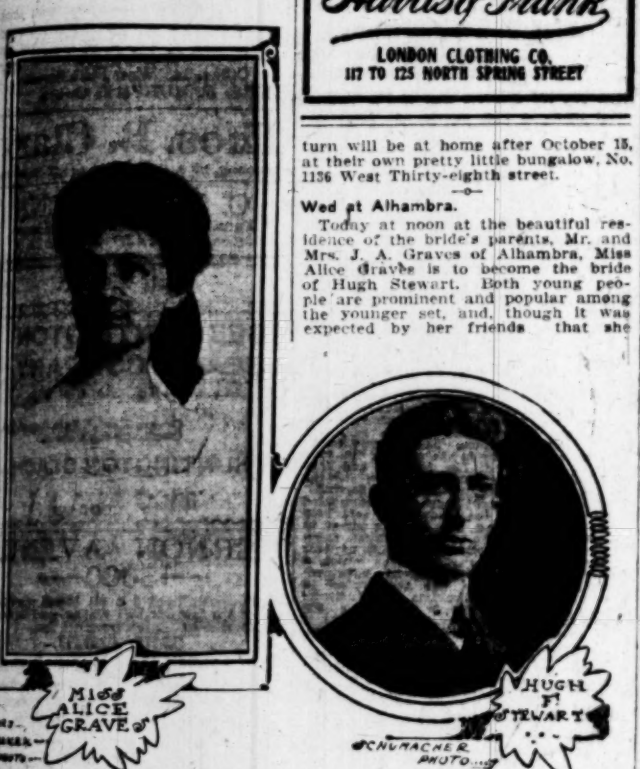 Harris & Frank
LONDON CLOTHING CO.
117 TO 125 NORTH SPRING STREET
turn will be at home after October 15,
at their own pretty little bungalow, No.
1136 West Thirty-eighth street.
Wed at Alhambra.
Today at noon at the beautiful res-
idence of the bride's parents, Mr. and
Mrs. J. A. Graves of Alhambra, Miss
Alice Graves is to become the bride
of Hugh Stewart. Both young peo-
ple are prominent and popular among
the younger set, and, though it was
expected by her friends that she
MISS
ALICE
GRAVES
HUGH
F.
STEWART
SCHUMACHER
PHOTO